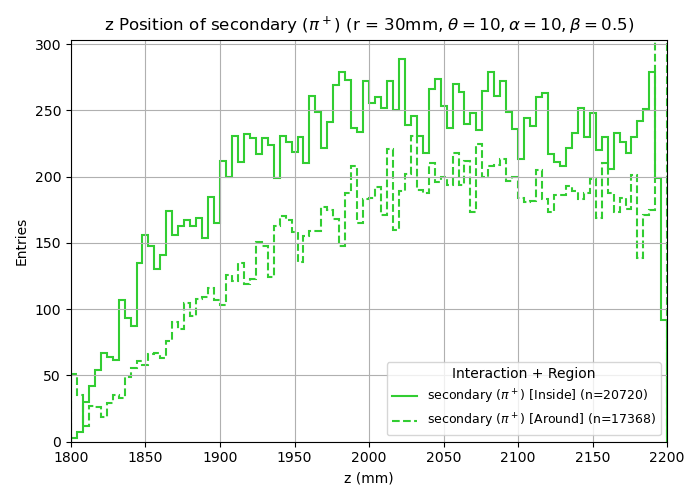 z Position of secondary (π⁺) (r = 30mm, θ = 10, α = 10, β = 0.5)
300
250
200
150
100
50
0
Entries
1800 1850 1900 1950 2000 2050 2100 2150 2200
z (mm)
Interaction + Region
secondary (π⁺) [Inside] (n=20720)
secondary (π⁺) [Around] (n=17368)